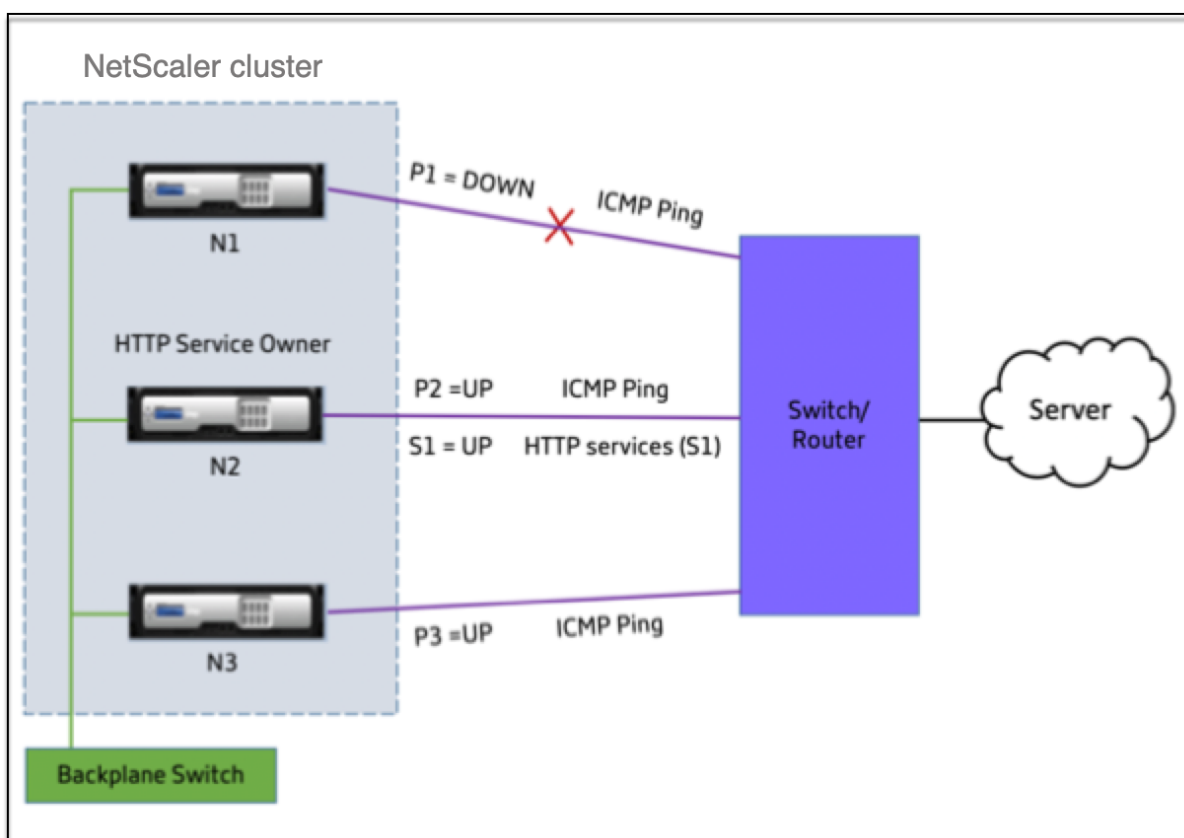 NetScaler cluster
P1 = DOWN
ICMP Ping
N1
HTTP Service Owner
P2 =UP
ICMP Ping
S1 = UP
HTTP services (S1)
N2
Switch/
Router
Server
P3 =UP
ICMP Ping
N3
Backplane Switch